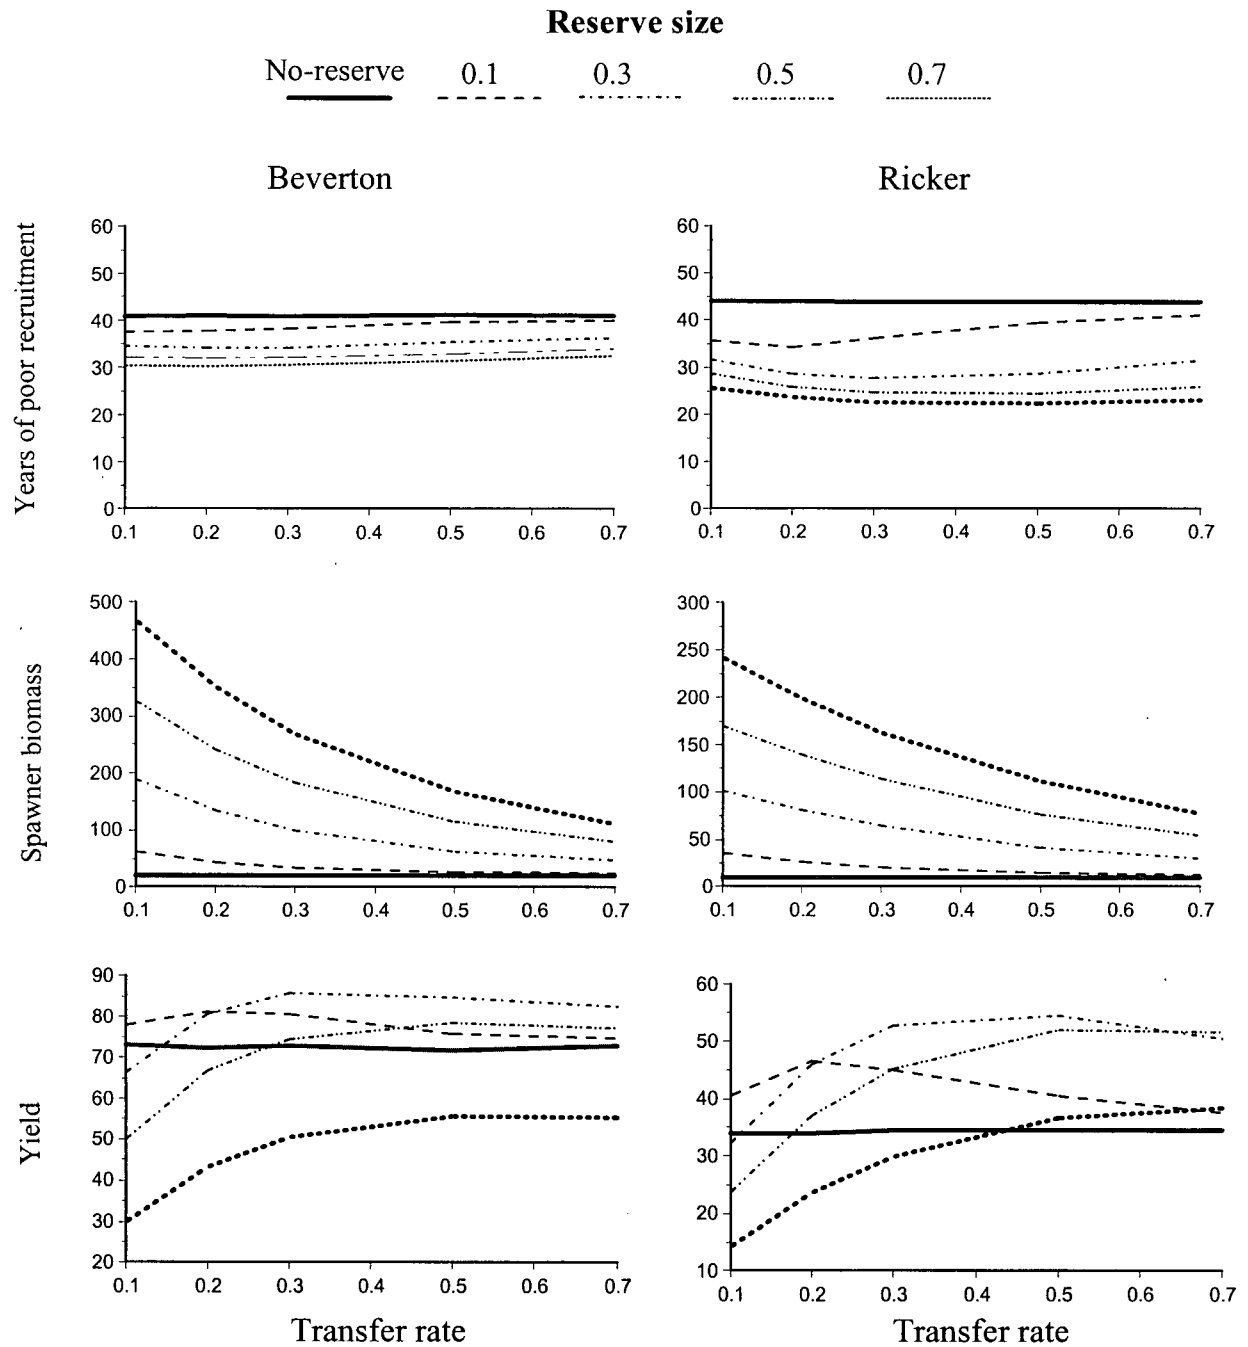 Reserve size
No-reserve 0.1 0.3 0.5 0.7
Beverton Ricker
Years of poor recruitment
60
50
40
30
20
10
0
0.1 0.2 0.3 0.4 0.5 0.6 0.7
60
50
40
30
20
10
0
0.1 0.2 0.3 0.4 0.5 0.6 0.7
Spawner biomass
500
400
300
200
100
0
0.1 0.2 0.3 0.4 0.5 0.6 0.7
300
250
200
150
100
50
0
0.1 0.2 0.3 0.4 0.5 0.6 0.7
Yield
90
80
70
60
50
40
30
20
0.1 0.2 0.3 0.4 0.5 0.6 0.7
Transfer rate
60
50
40
30
20
10
0.1 0.2 0.3 0.4 0.5 0.6 0.7
Transfer rate